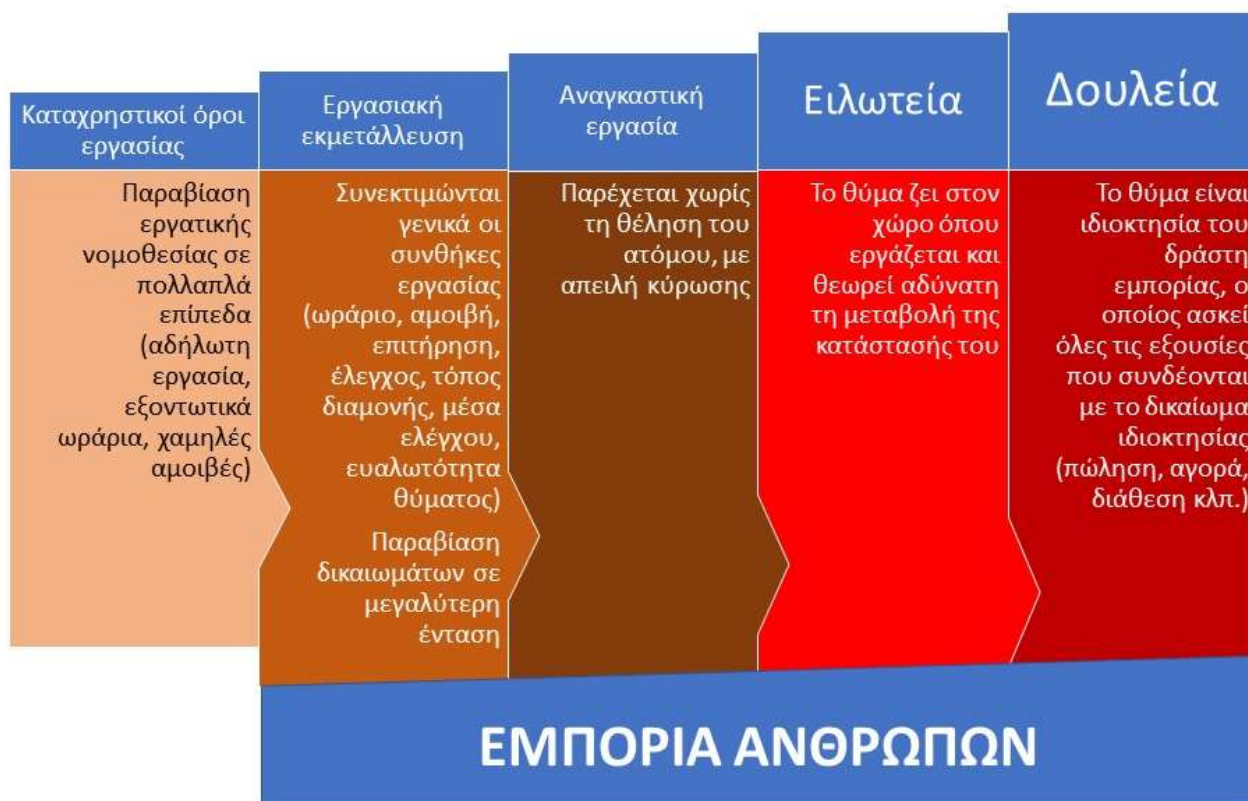 Καταχρηστικοί όροι
εργασίας
Παραβίαση
εργατικής
νομοθεσίας σε
πολλαπλά
επίπεδα
(αδήλωτη
εργασία,
εξοντωτικά
ωράρια, χαμηλές
αμοιβές)
Εργασιακή
εκμετάλλευση
Συνεκτιμώνται
γενικά οι
συνθήκες
εργασίας
(ωράριο, αμοιβή,
επιτήρηση,
έλεγχος, τόπος
διαμονής, μέσα
ελέγχου,
ευαλωτότητα
θύματος)
Παραβίαση
δικαιωμάτων σε
μεγαλύτερη
ένταση
Αναγκαστική
εργασία
Παρέχεται χωρίς
τη θέληση του
ατόμου, με
απειλή κύρωσης
Ειλωτεία
Το θύμα ζει στον
χώρο όπου
εργάζεται και
θεωρεί αδύνατη
τη μεταβολή της
κατάστασής του
Δουλεία
Το θύμα είναι
ιδιοκτησία του
δράστη
εμπορίας, ο
οποίος ασκεί
όλες τις εξουσίες
που συνδέονται
με το δικαίωμα
ιδιοκτησίας
(πώληση, αγορά,
διάθεση κλπ.)
ΕΜΠΟΡΙΑ ΑΝΘΡΩΠΩΝ